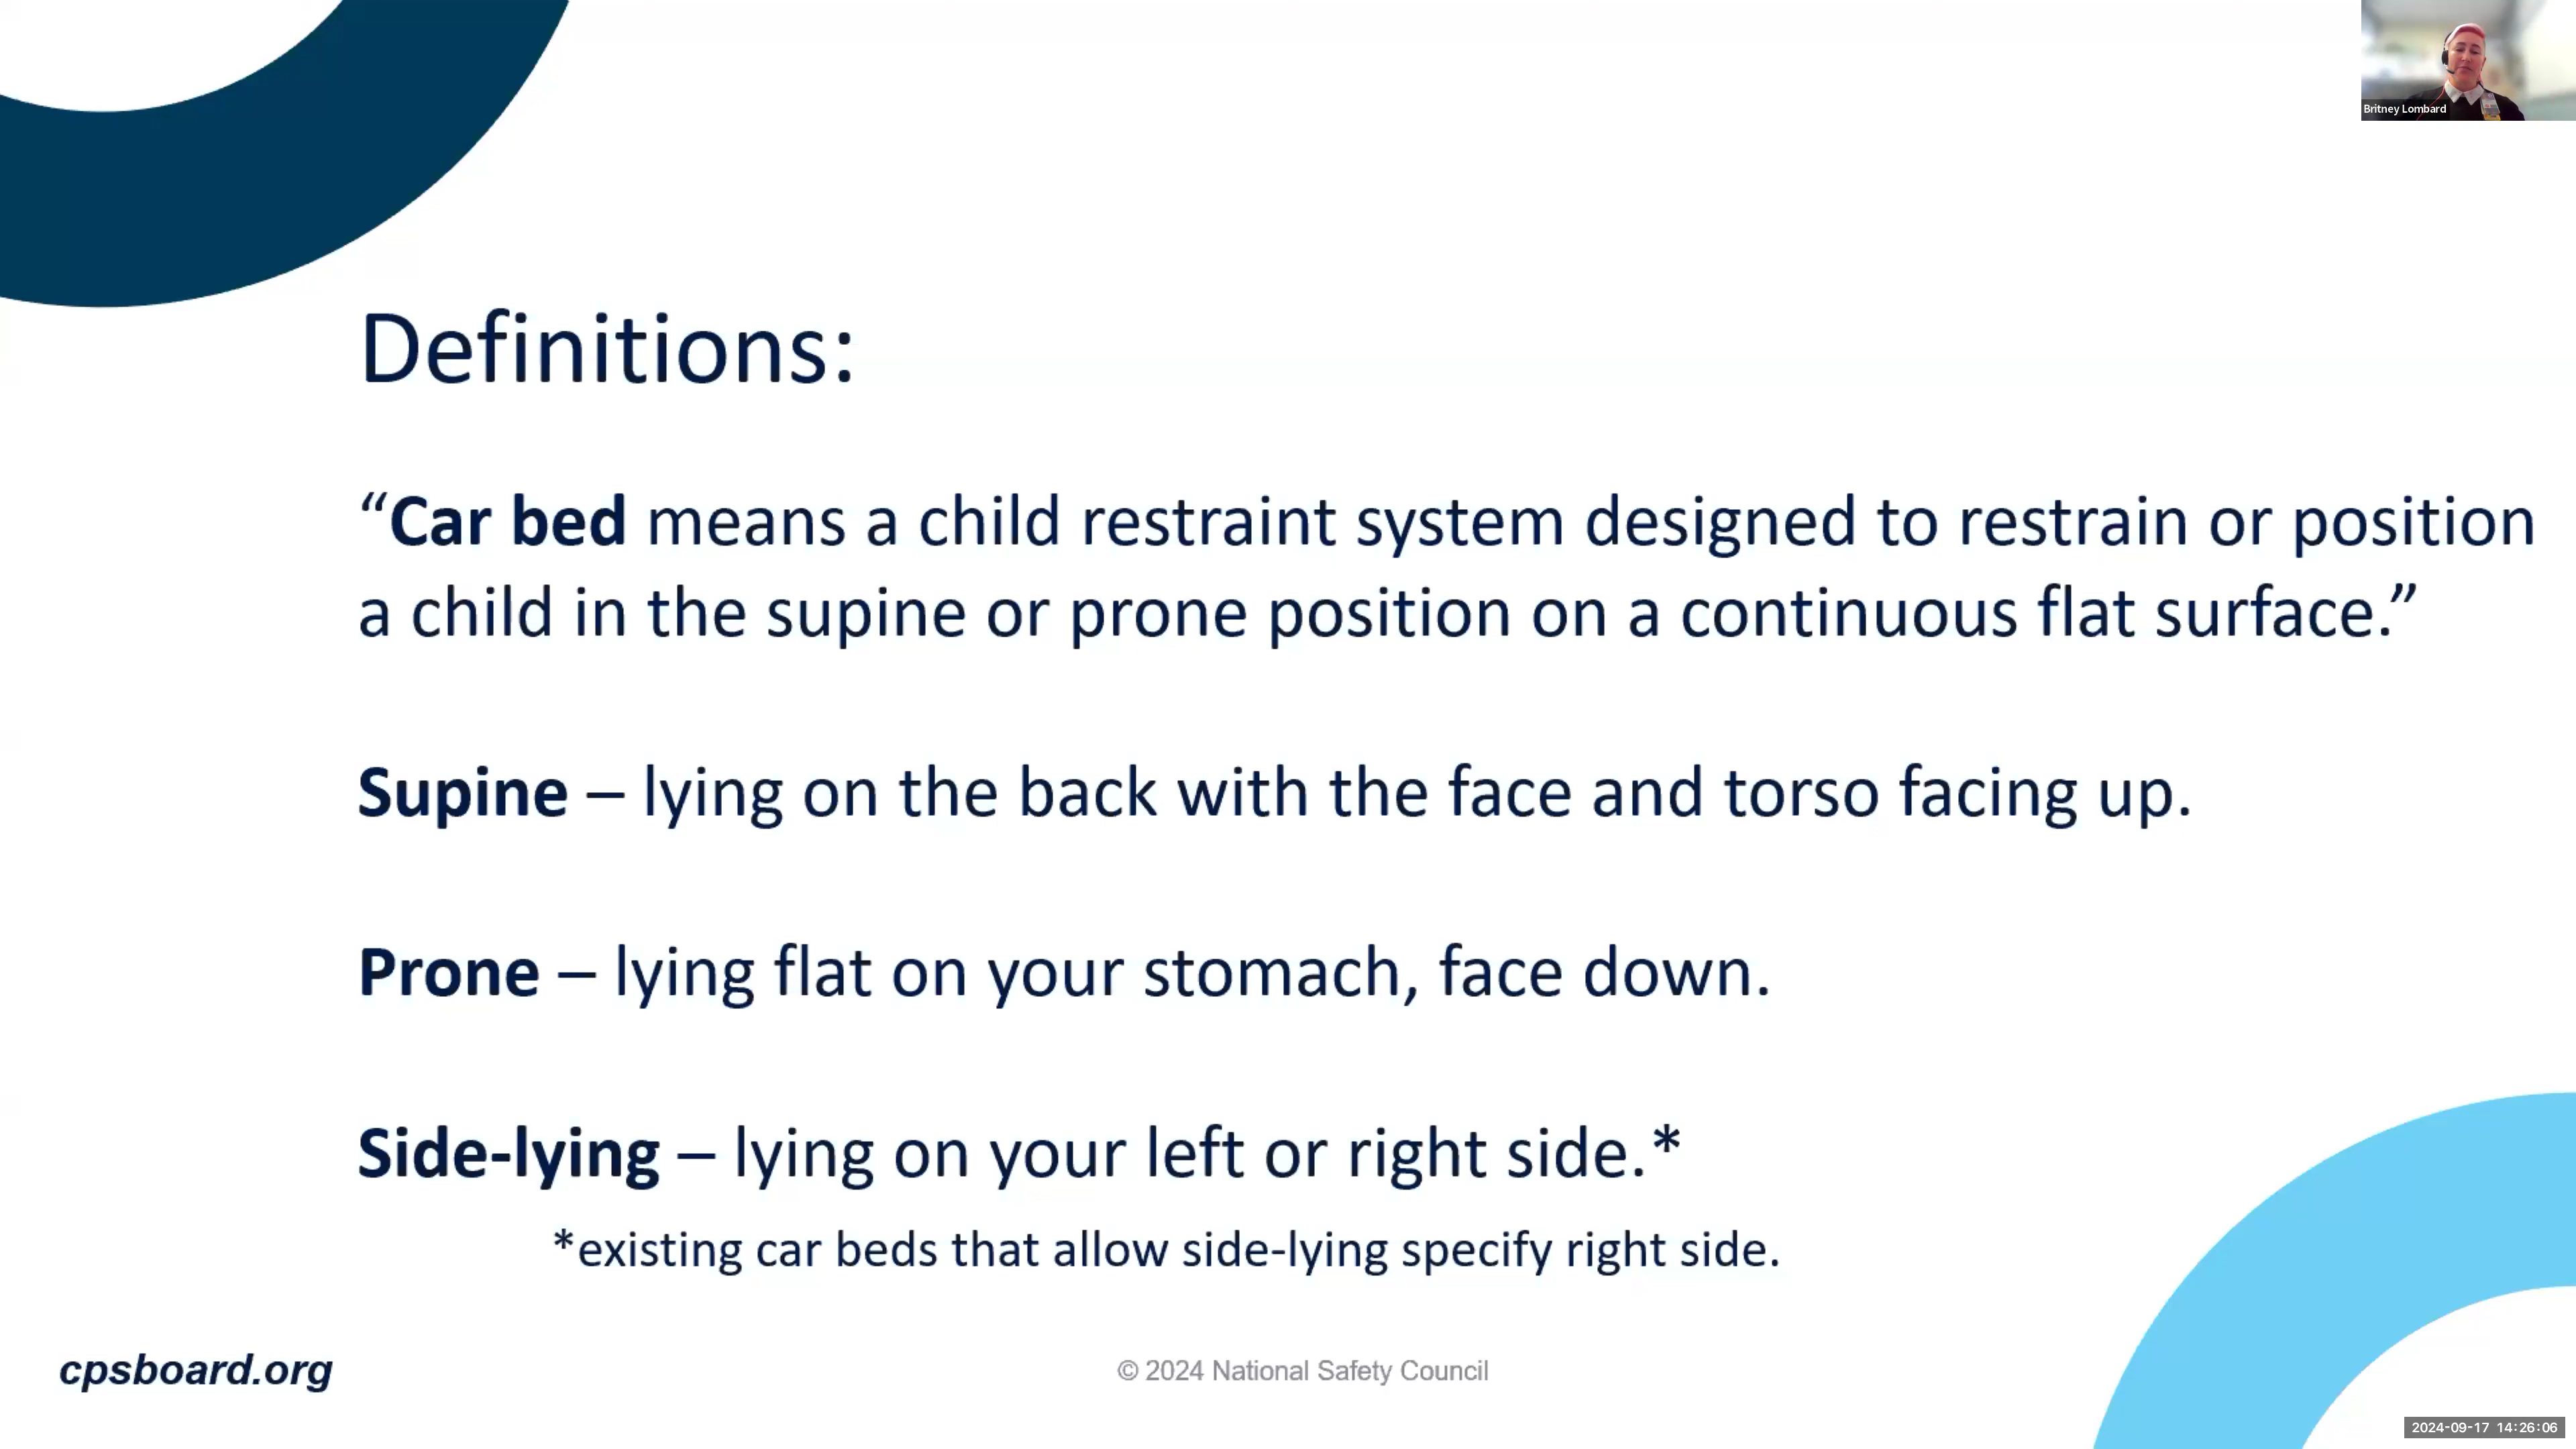 Britney Lombard
Definitions:
“Car bed means a child restraint system designed to restrain or position
a child in the supine or prone position on a continuous flat surface.”
Supine – lying on the back with the face and torso facing up.
Prone – lying flat on your stomach, face down.
Side-lying – lying on your left or right side.*
*existing car beds that allow side-lying specify right side.
cpsboard.org
© 2024 National Safety Council
2024-09-17 14:26:06